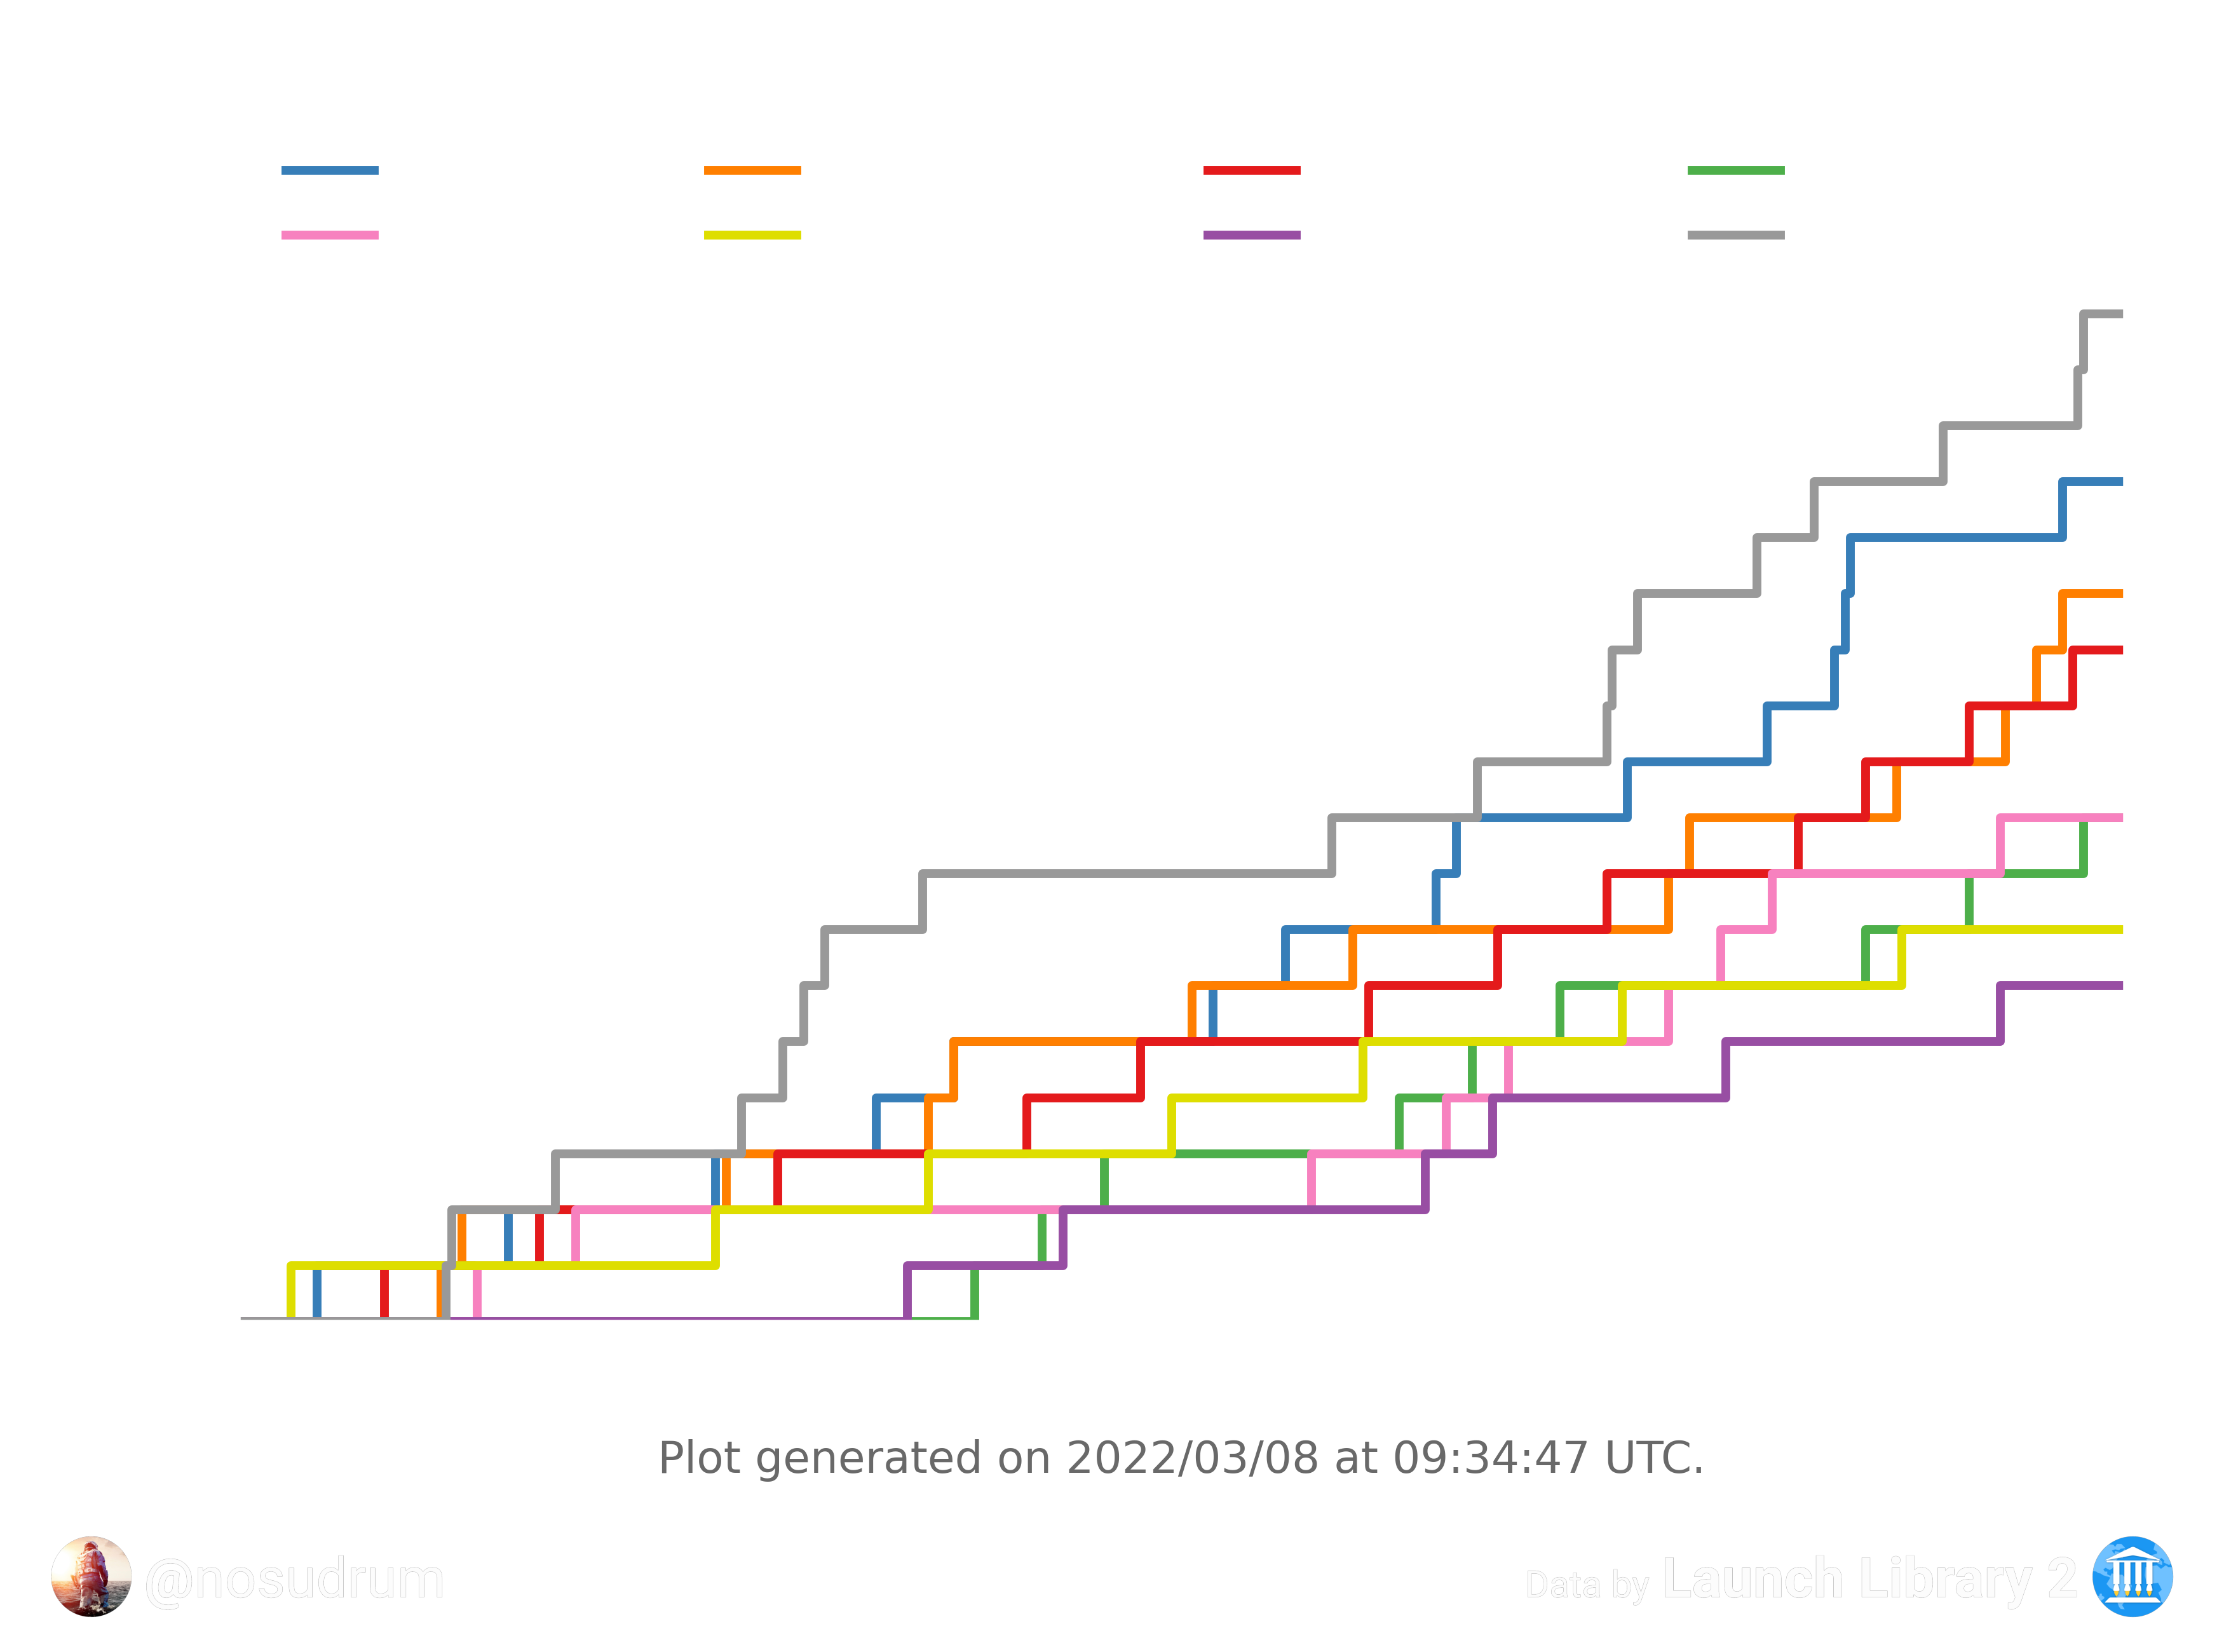 Plot generated on 2022/03/08 at 09:34:47 UTC.
@nosudrum
Data by Launch Library 2